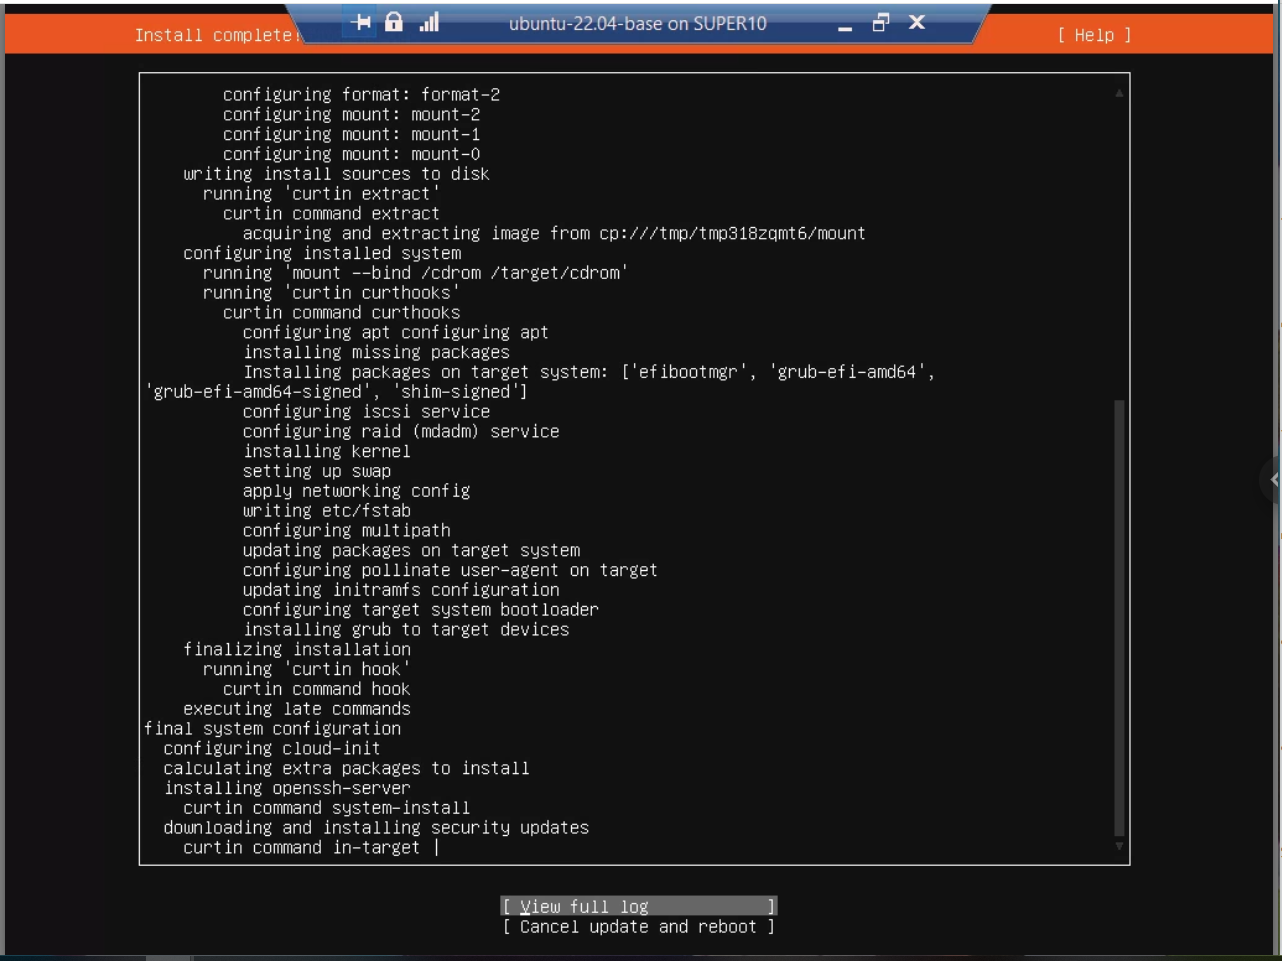 ubuntu-22.04-base on SUPER10
Install complete!
[ Help ]
configuring format: format-2
configuring mount: mount-2
configuring mount: mount-1
configuring mount: mount-0
writing install sources to disk
running 'curtin extract'
curtin command extract
acquiring and extracting image from cp:///tmp/tmp318zqmt6/mount
configuring installed system
running 'mount --bind /cdrom /target/cdrom'
running 'curtin curthooks'
curtin command curthooks
configuring apt configuring apt
installing missing packages
Installing packages on target system: ['efibootmgr', 'grub-efi-amd64',
'grub-efi-amd64-signed', 'shim-signed']
configuring iscsi service
configuring raid (mdadm) service
installing kernel
setting up swap
apply networking config
writing etc/fstab
configuring multipath
updating packages on target system
configuring pollinate user-agent on target
updating initramfs configuration
configuring target system bootloader
installing grub to target devices
finalizing installation
running 'curtin hook'
curtin command hook
executing late commands
final system configuration
configuring cloud-init
calculating extra packages to install
installing openssh-server
curtin command system-install
downloading and installing security updates
curtin command in-target |
[ View full log ]
[ Cancel update and reboot ]